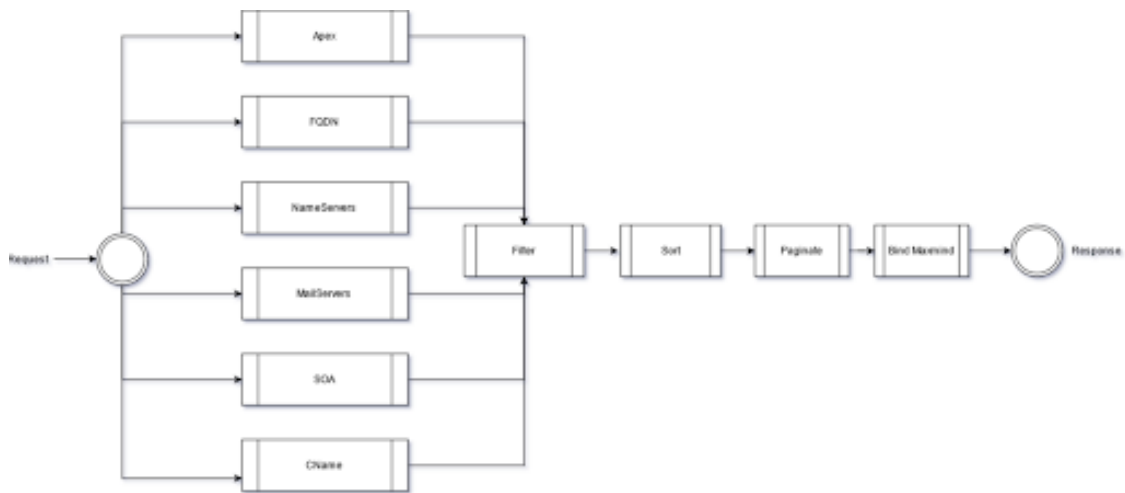 Apex
FQDN
NameServers
Request
Filter
Sort
Paginate
Bind Maxmind
Response
MailServers
SOA
CName